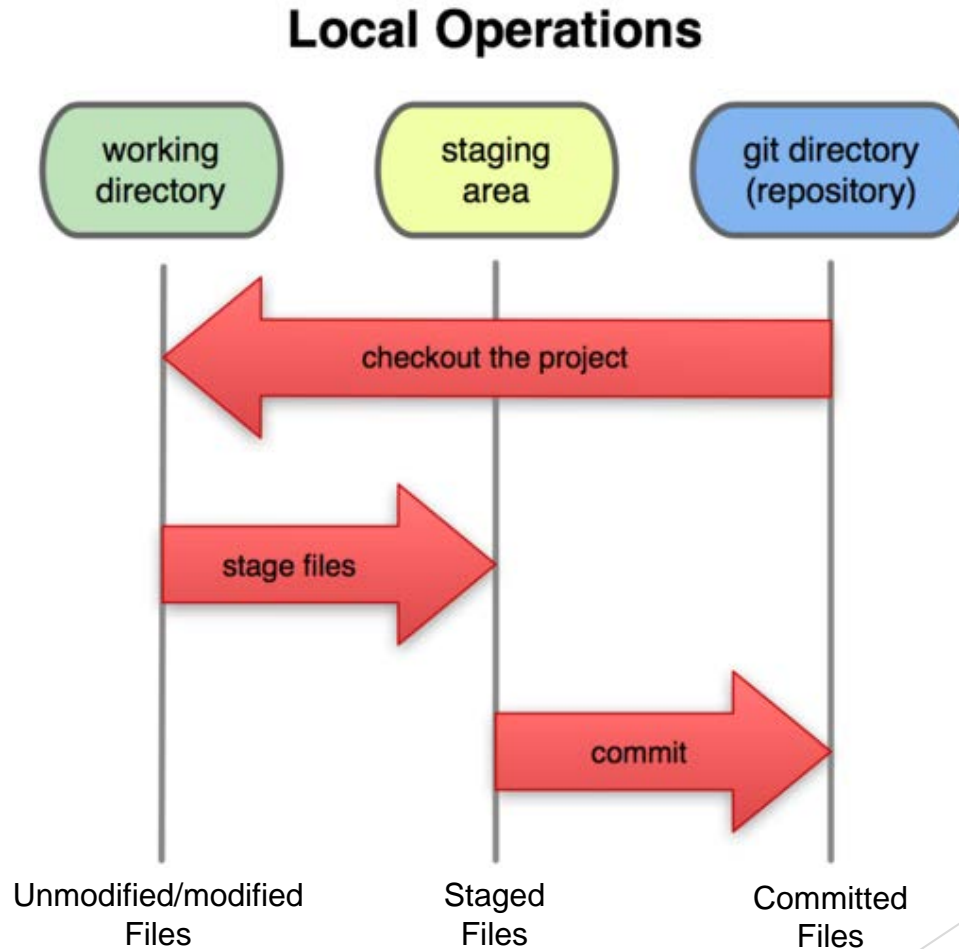 Local Operations
working
directory
staging
area
git directory
(repository)
checkout the project
stage files
commit
Unmodified/modified
Files
Staged
Files
Committed
Files